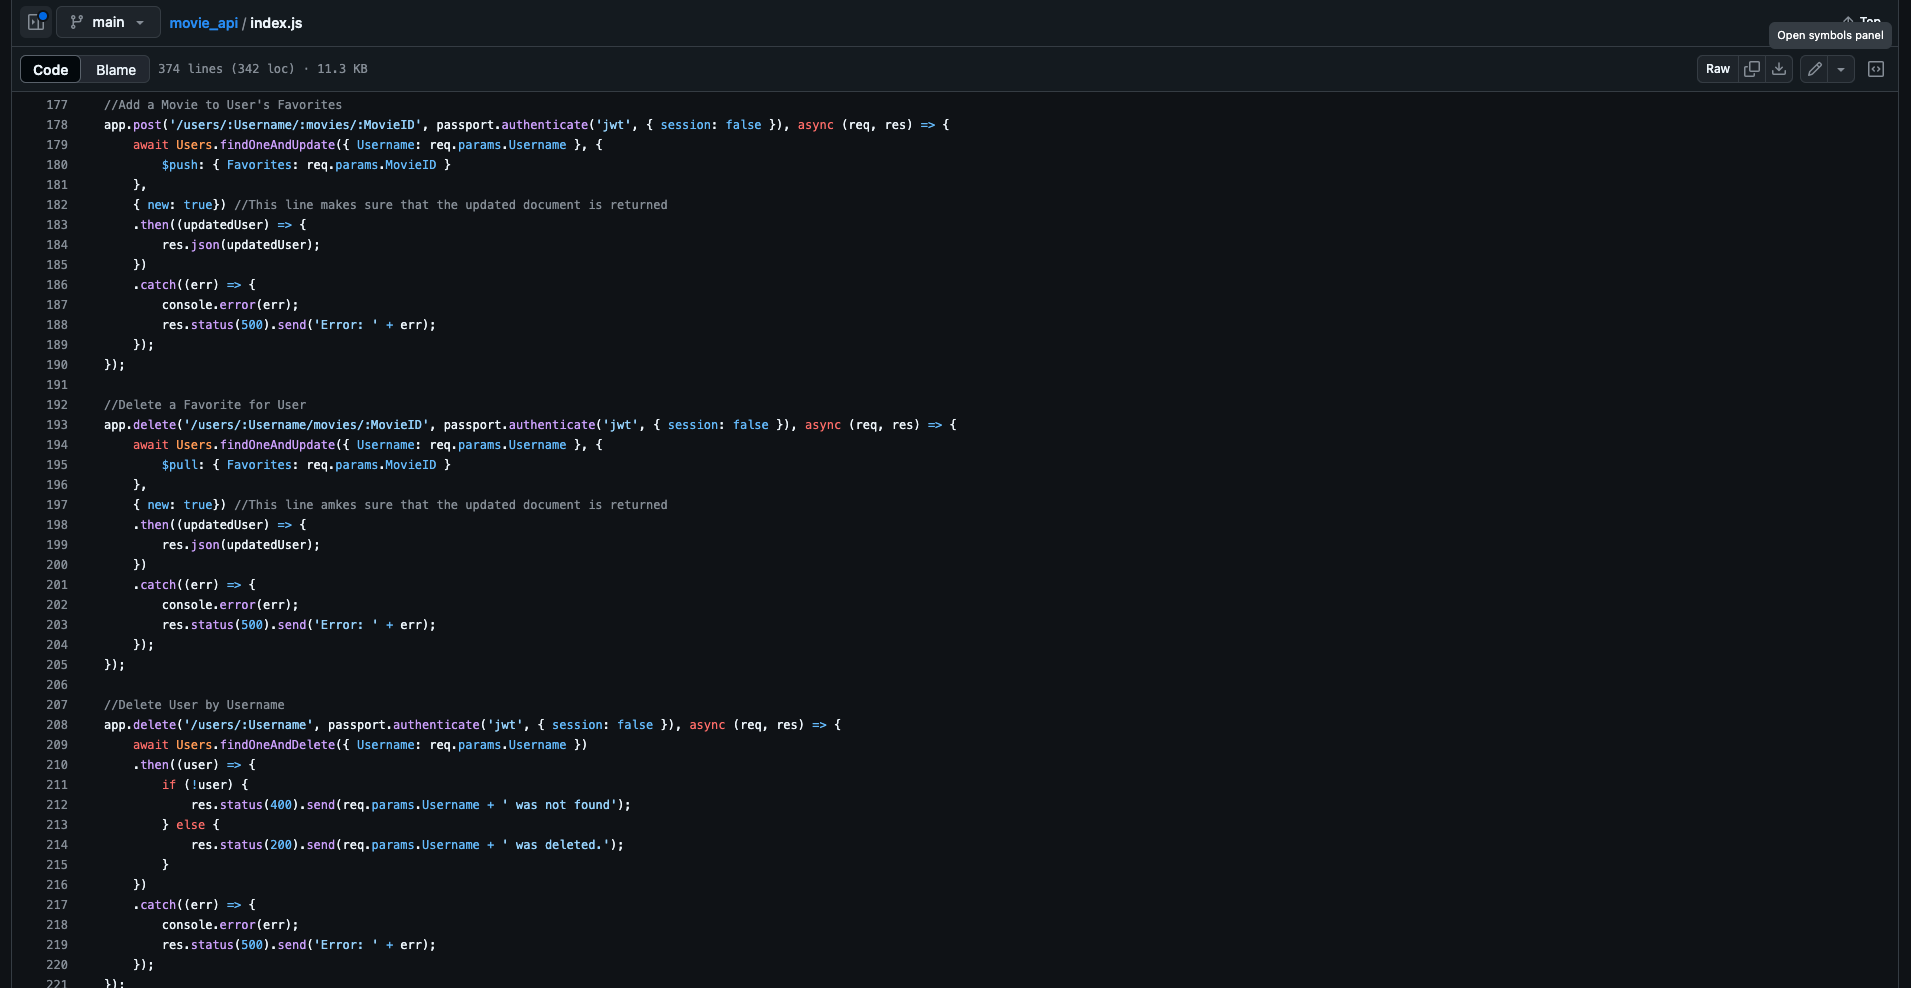 main
movie_api / index.js
Top
Open symbols panel
Code Blame 374 lines (342 loc) · 11.3 KB Raw
177 //Add a Movie to User's Favorites
178 app.post('/users/:Username/:movies/:MovieID', passport.authenticate('jwt', { session: false }), async (req, res) => {
179     await Users.findOneAndUpdate({ Username: req.params.Username }, {
180         $push: { Favorites: req.params.MovieID }
181     },
182     { new: true}) //This line makes sure that the updated document is returned
183     .then((updatedUser) => {
184         res.json(updatedUser);
185     })
186     .catch((err) => {
187         console.error(err);
188         res.status(500).send('Error: ' + err);
189     });
190 });
191
192 //Delete a Favorite for User
193 app.delete('/users/:Username/movies/:MovieID', passport.authenticate('jwt', { session: false }), async (req, res) => {
194     await Users.findOneAndUpdate({ Username: req.params.Username }, {
195         $pull: { Favorites: req.params.MovieID }
196     },
197     { new: true}) //This line amkes sure that the updated document is returned
198     .then((updatedUser) => {
199         res.json(updatedUser);
200     })
201     .catch((err) => {
202         console.error(err);
203         res.status(500).send('Error: ' + err);
204     });
205 });
206
207 //Delete User by Username
208 app.delete('/users/:Username', passport.authenticate('jwt', { session: false }), async (req, res) => {
209     await Users.findOneAndDelete({ Username: req.params.Username })
210     .then((user) => {
211         if (!user) {
212             res.status(400).send(req.params.Username + ' was not found');
213         } else {
214             res.status(200).send(req.params.Username + ' was deleted.');
215         }
216     })
217     .catch((err) => {
218         console.error(err);
219         res.status(500).send('Error: ' + err);
220     });
221 });